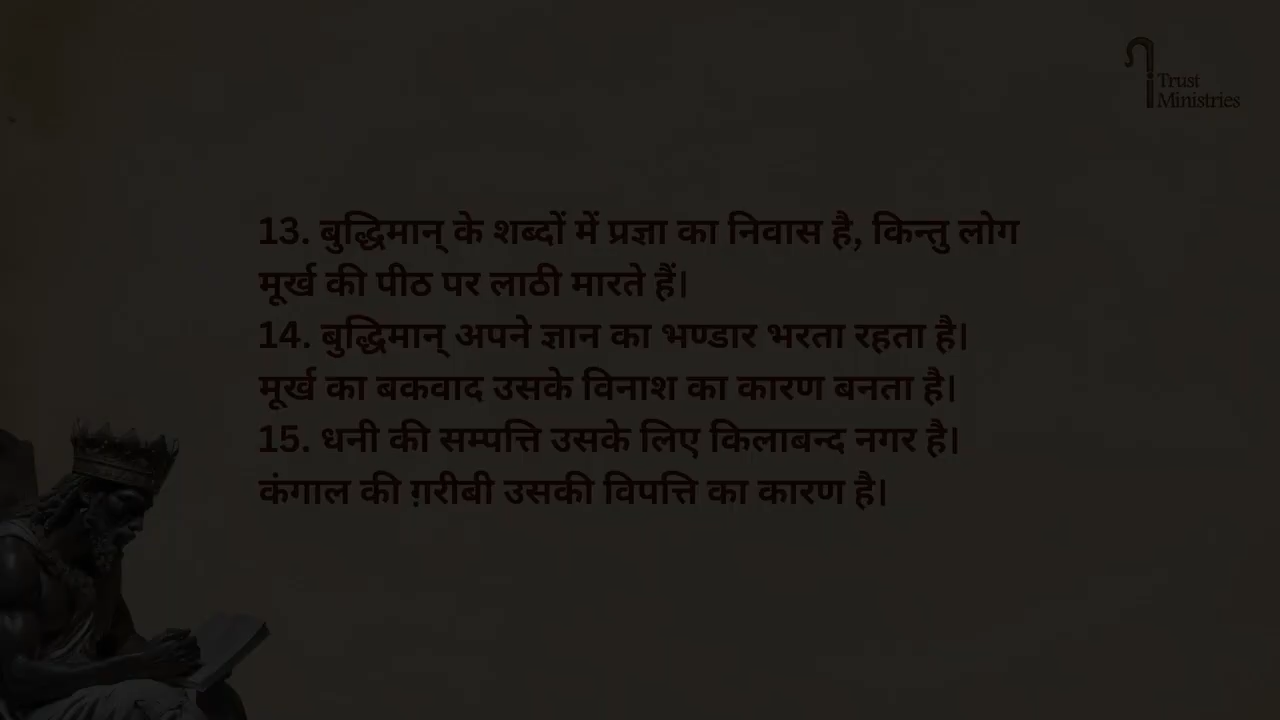 Trust
Ministries
13. बुद्धिमान् के शब्दों में प्रज्ञा का निवास है, किन्तु लोग
मूर्ख की पीठ पर लाठी मारते हैं।
14. बुद्धिमान् अपने ज्ञान का भण्डार भरता रहता है।
मूर्ख का बकवाद उसके विनाश का कारण बनता है।
15. धनी की सम्पत्ति उसके लिए किलाबन्द नगर है।
कंगाल की ग़रीबी उसकी विपत्ति का कारण है।